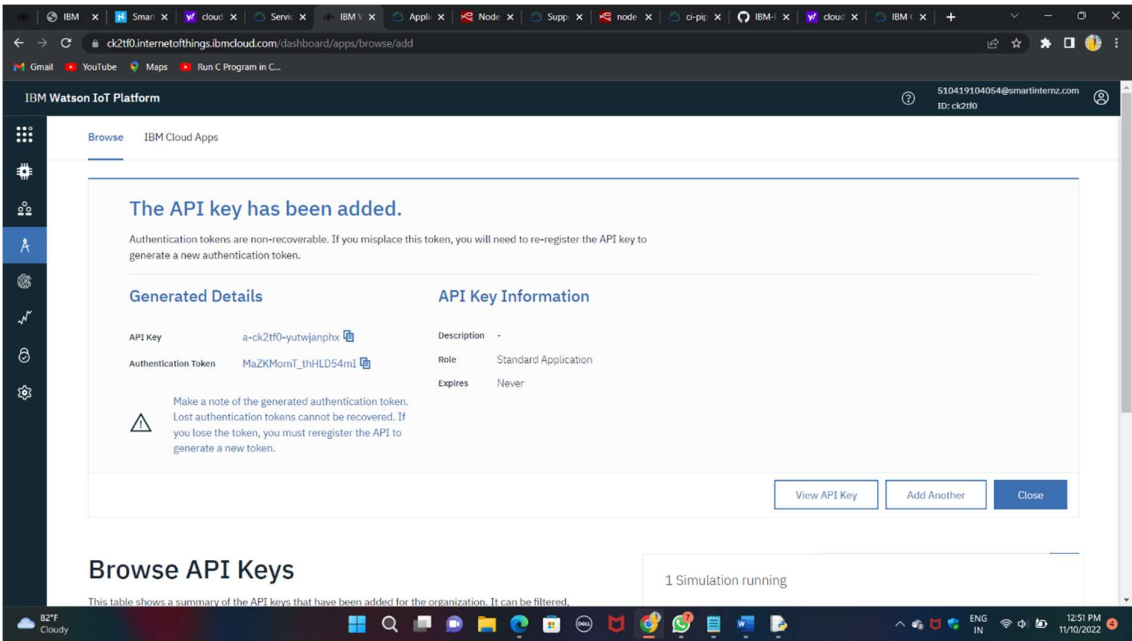 IBM
Smar
cloud
Servic
IBM W
Applic
Node
Supp
node
ci-pip
IBM-
cloud
IBM C
ck2tf0.internetofthings.ibmcloud.com/dashboard/apps/browse/add
Gmail YouTube Maps Run C Program in C...
IBM Watson IoT Platform
510419104054@smartinternz.com
ID: ck2tf0
Browse IBM Cloud Apps
The API key has been added.
Authentication tokens are non-recoverable. If you misplace this token, you will need to re-register the API key to
generate a new authentication token.
Generated Details
API Key a-ck2tf0-yutwjanphx
Authentication Token MaZKMomT_thHLD54mI
Make a note of the generated authentication token.
Lost authentication tokens cannot be recovered. If
you lose the token, you must reregister the API to
generate a new token.
API Key Information
Description -
Role Standard Application
Expires Never
View API Key Add Another Close
Browse API Keys
This table shows a summary of the API keys that have been added for the organization. It can be filtered,
1 Simulation running
82°F
Cloudy
DELL
ENG
IN
12:51 PM
11/10/2022
4